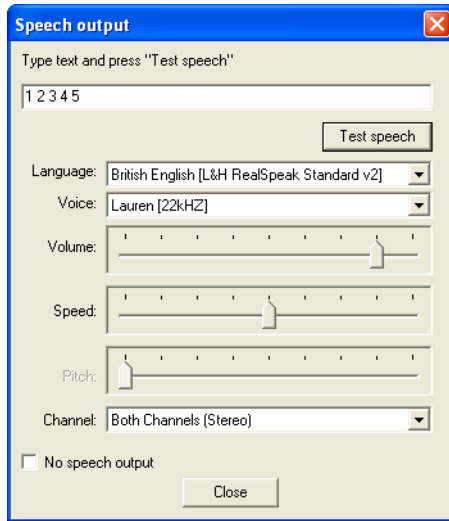 Speech output
Type text and press "Test speech"
1 2 3 4 5
Test speech
Language: British English [L&H RealSpeak Standard v2]
Voice: Lauren [22kHZ]
Volume:
Speed:
Pitch:
Channel: Both Channels (Stereo)
No speech output
Close